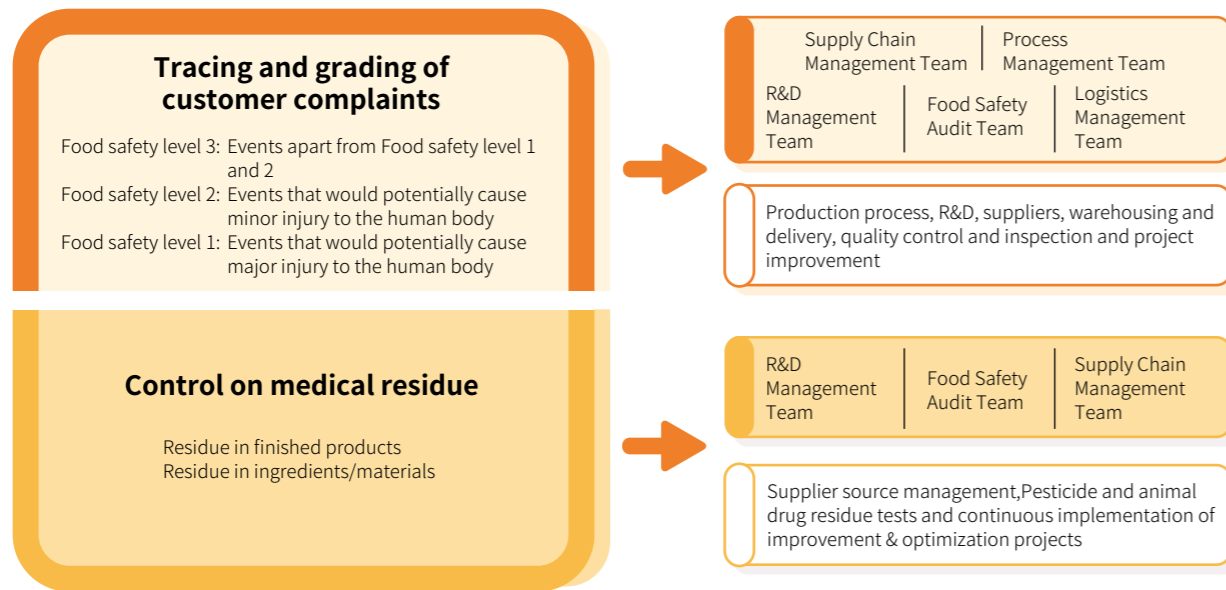 Tracing and grading of
customer complaints
Food safety level 3: Events apart from Food safety level 1
and 2
Food safety level 2: Events that would potentially cause
minor injury to the human body
Food safety level 1: Events that would potentially cause
major injury to the human body
Supply Chain
Management Team
Process
Management Team
R&D
Management
Team
Food Safety
Audit Team
Logistics
Management
Team
Production process, R&D, suppliers, warehousing and
delivery, quality control and inspection and project
improvement
Control on medical residue
Residue in finished products
Residue in ingredients/materials
R&D
Management
Team
Food Safety
Audit Team
Supply Chain
Management
Team
Supplier source management,Pesticide and animal
drug residue tests and continuous implementation of
improvement & optimization projects